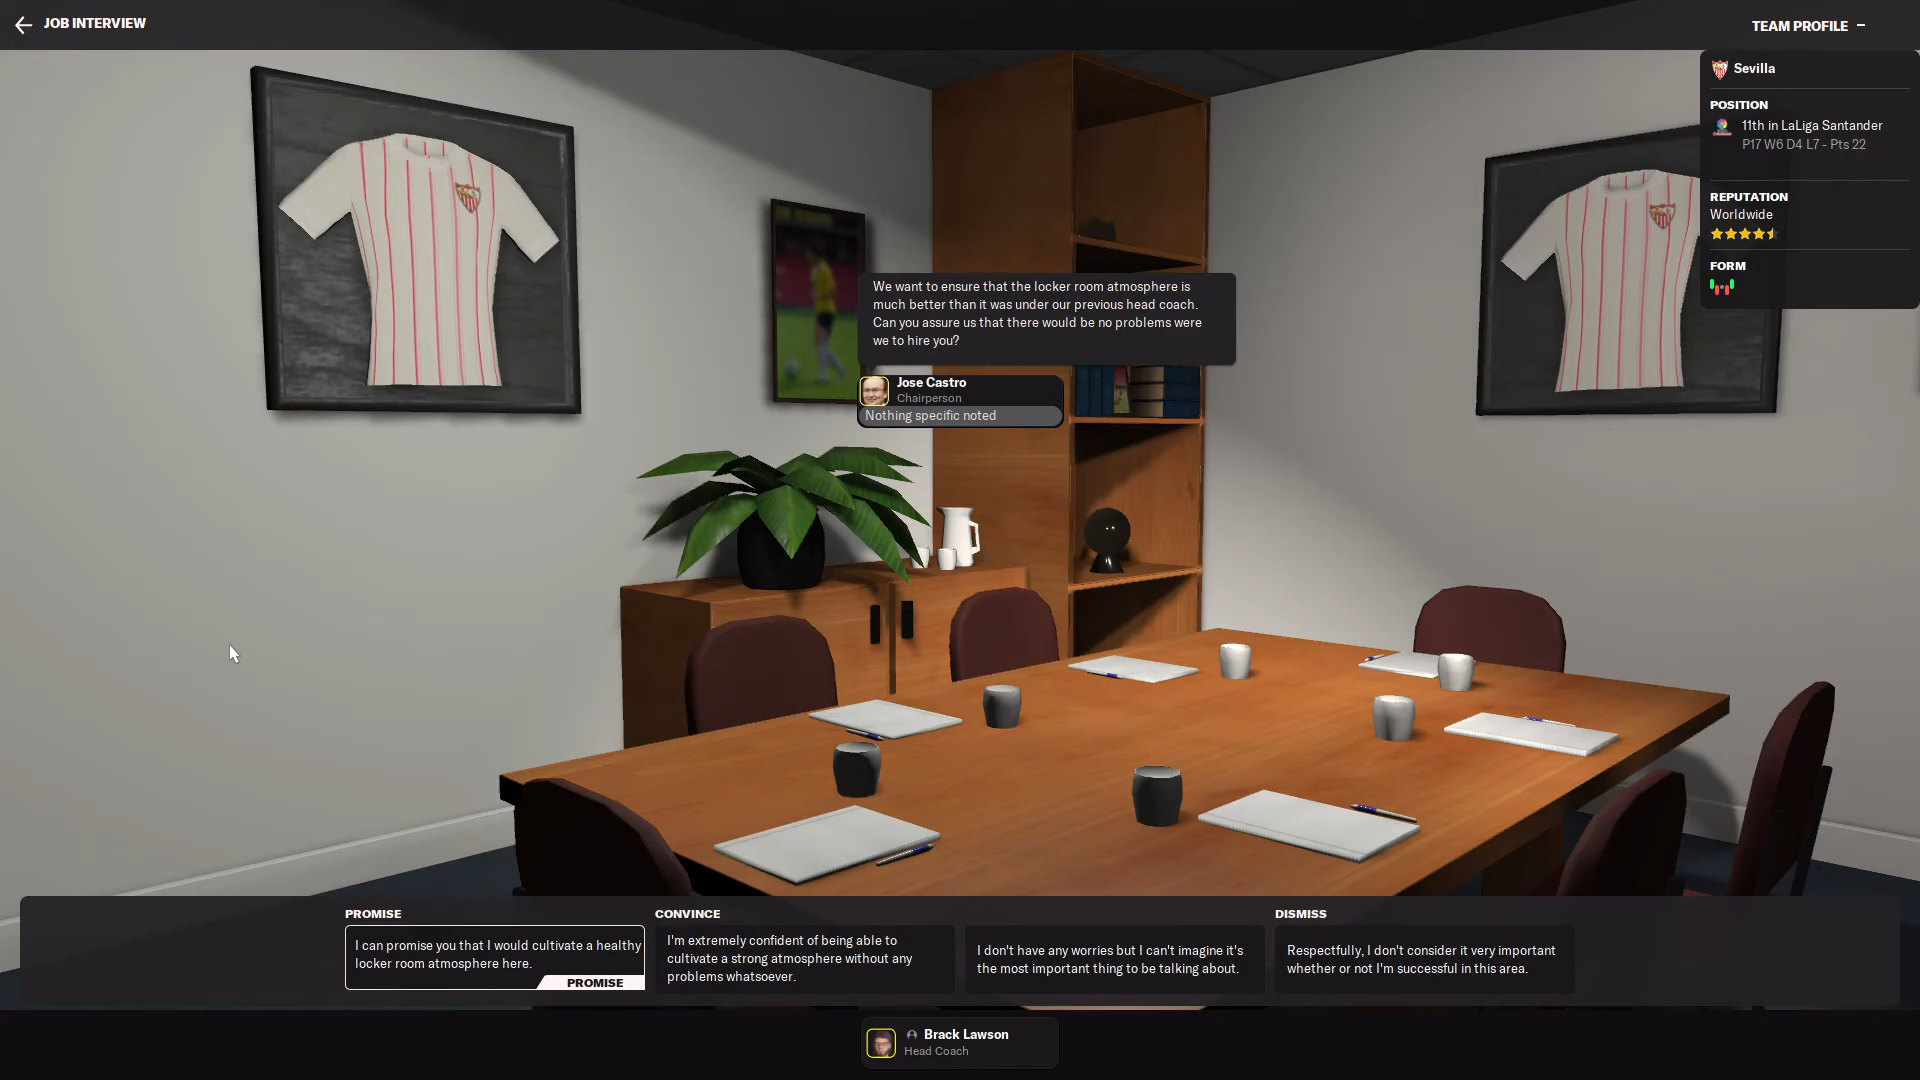 JOB INTERVIEW
TEAM PROFILE –
Sevilla
POSITION
11th in LaLiga Santander
P17 W6 D4 L7 - Pts 22
REPUTATION
Worldwide
FORM
We want to ensure that the locker room atmosphere is
much better than it was under our previous head coach.
Can you assure us that there would be no problems were
we to hire you?
Jose Castro
Chairperson
Nothing specific noted
PROMISE
I can promise you that I would cultivate a healthy
locker room atmosphere here.
PROMISE
CONVINCE
I'm extremely confident of being able to
cultivate a strong atmosphere without any
problems whatsoever.
I don't have any worries but I can't imagine it's
the most important thing to be talking about.
DISMISS
Respectfully, I don't consider it very important
whether or not I'm successful in this area.
Brack Lawson
Head Coach